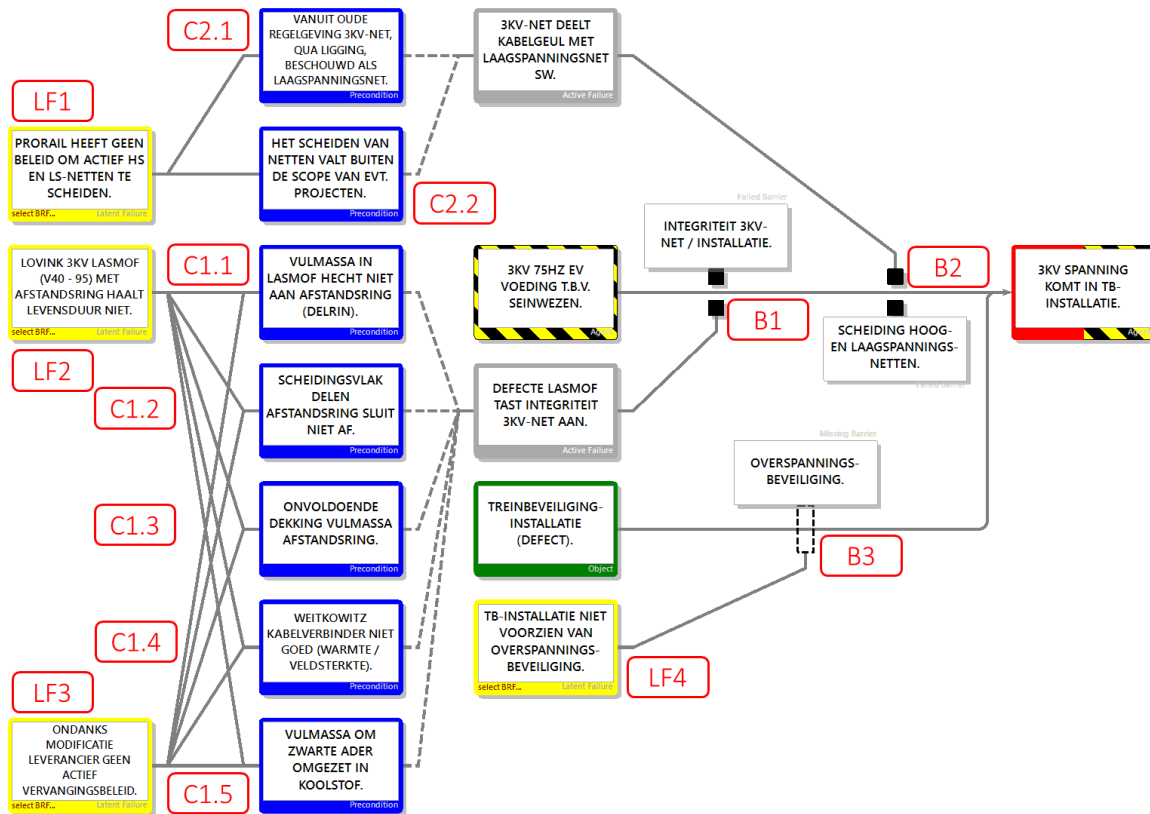 C2.1
VANUIT OUDE
REGELGEVING 3KV-NET,
QUA LIGGING,
BESCHOUWD ALS
LAAGSPANNINGSNET.
Precondition
3KV-NET DEELT
KABELGEUL MET
LAAGSPANNINGSNET
SW.
Active Failure
LF1
PRORAIL HEEFT GEEN
BELEID OM ACTIEF HS
EN LS-NETTEN TE
SCHEIDEN.
select BRF... Latent Failure
HET SCHEIDEN VAN
NETTEN VALT BUITEN
DE SCOPE VAN EVT.
PROJECTEN.
Precondition
C2.2
Failed Barrier
INTEGRITEIT 3KV-
NET / INSTALLATIE.
LOVINK 3KV LASMOF
(V40 - 95) MET
AFSTANDSRING HAALT
LEVENSDUUR NIET.
select BRF... Latent Failure
C1.1
VULMASSA IN
LASMOF HECHT NIET
AAN AFSTANDSRING
(DELRIN).
Precondition
3KV 75HZ EV
VOEDING T.B.V.
SEINWEZEN.
B2
3KV SPANNING
KOMT IN TB-
INSTALLATIE.
B1
SCHEIDING HOOG-
EN LAAGSPANNINGS-
NETTEN.
Failed Barrier
LF2
C1.2
SCHEIDINGSVLAK
DELEN
AFSTANDSRING SLUIT
NIET AF.
Precondition
DEFECTE LASMOF
TAST INTEGRITEIT
3KV-NET AAN.
Active Failure
Missing Barrier
OVERSPANNINGS-
BEVEILIGING.
C1.3
ONVOLDOENDE
DEKKING VULMASSA
AFSTANDSRING.
Precondition
TREINBEVEILIGING-
INSTALLATIE
(DEFECT).
Object
B3
C1.4
WEITKOWITZ
KABELVERBINDER NIET
GOED (WARMTE /
VELDSTERKTE).
Precondition
TB-INSTALLATIE NIET
VOORZIEN VAN
OVERSPANNINGS-
BEVEILIGING.
select BRF... Latent Failure
LF4
LF3
ONDANKS
MODIFICATIE
LEVERANCIER GEEN
ACTIEF
VERVANGINGSBELEID.
select BRF... Latent Failure
C1.5
VULMASSA OM
ZWARTE ADER
OMGEZET IN
KOOLSTOF.
Precondition